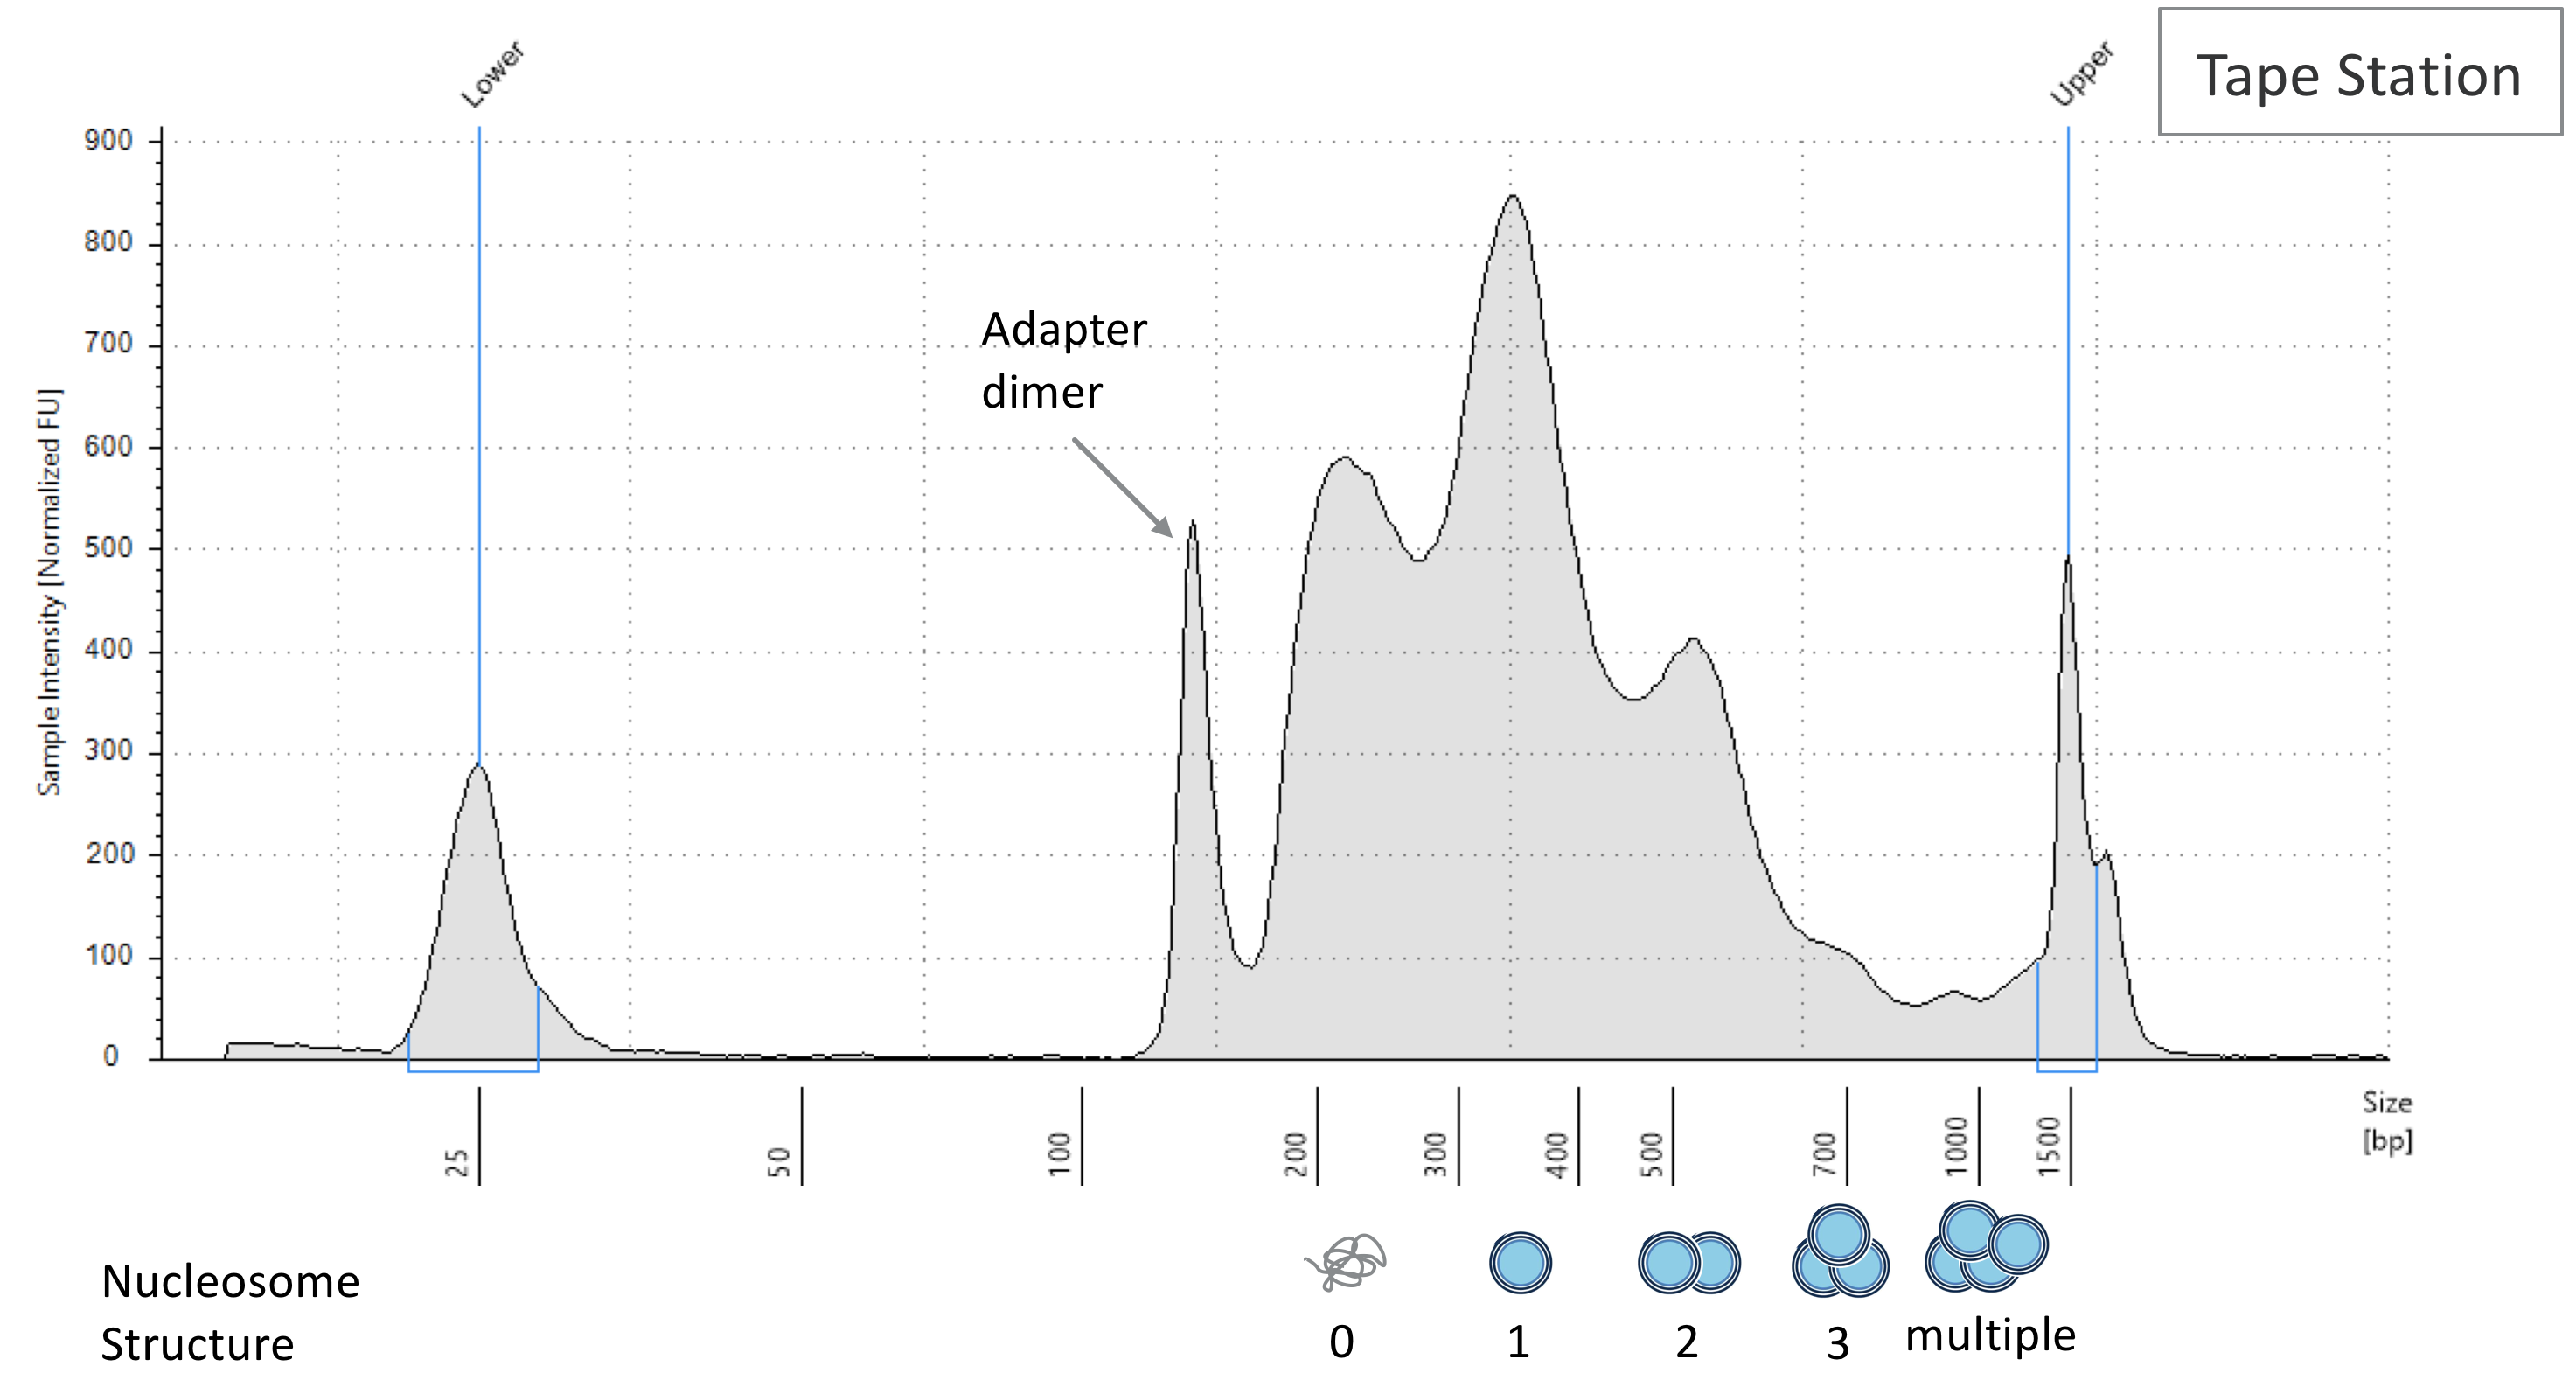 Tape Station
Lower
Upper
Adapter
dimer
Sample Intensity [Normalized FU]
900
800
700
600
500
400
300
200
100
0
25
50
100
200
300
400
500
700
1000
1500
Size
[bp]
Nucleosome
Structure
0
1
2
3
multiple